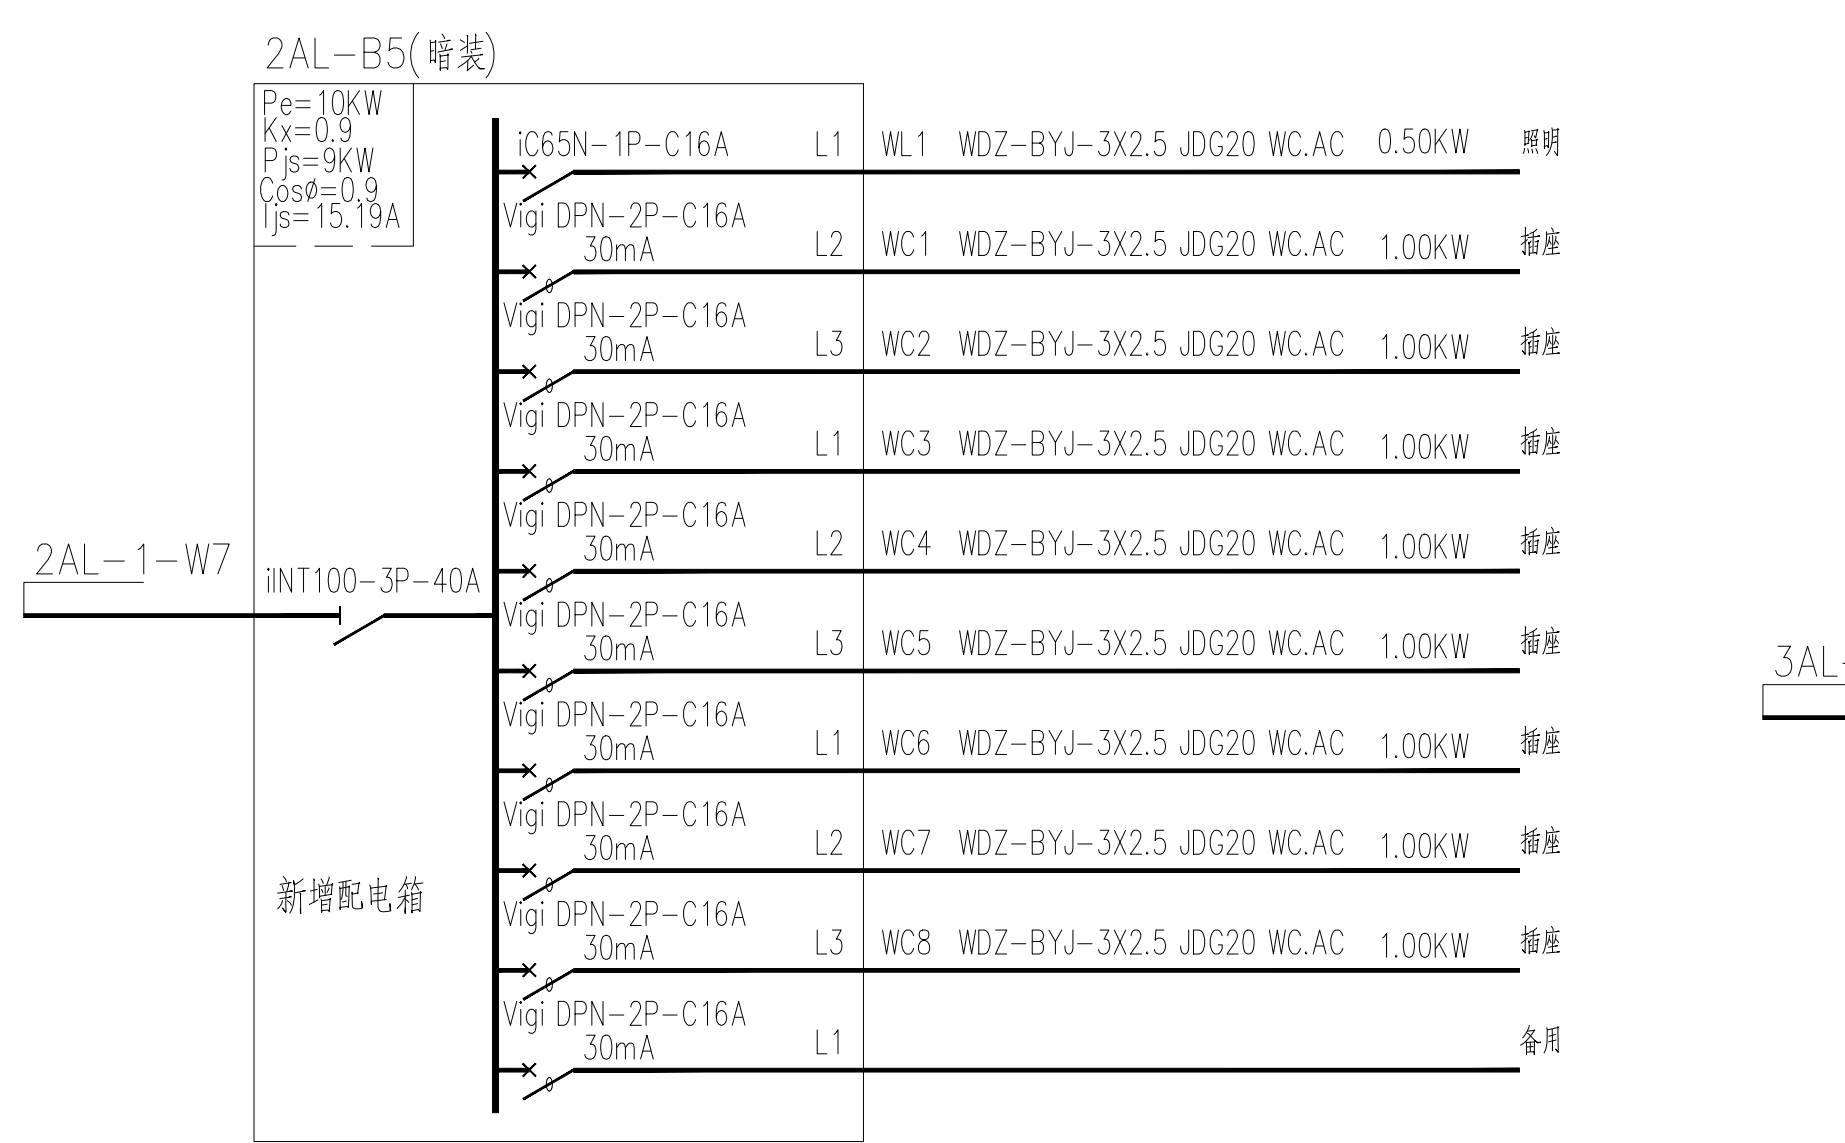 2AL-B5(暗装)
Pe=10KW
Kx=0.9
Pjs=9KW
Cosø=0.9
Ijs=15.19A
iC65N-1P-C16A L1 WL1 WDZ-BYJ-3X2.5 JDG20 WC.AC 0.50KW 照明
Vigi DPN-2P-C16A
30mA L2 WC1 WDZ-BYJ-3X2.5 JDG20 WC.AC 1.00KW 插座
Vigi DPN-2P-C16A
30mA L3 WC2 WDZ-BYJ-3X2.5 JDG20 WC.AC 1.00KW 插座
Vigi DPN-2P-C16A
30mA L1 WC3 WDZ-BYJ-3X2.5 JDG20 WC.AC 1.00KW 插座
Vigi DPN-2P-C16A
30mA L2 WC4 WDZ-BYJ-3X2.5 JDG20 WC.AC 1.00KW 插座
2AL-1-W7
iINT100-3P-40A
Vigi DPN-2P-C16A
30mA L3 WC5 WDZ-BYJ-3X2.5 JDG20 WC.AC 1.00KW 插座
3AL-
Vigi DPN-2P-C16A
30mA L1 WC6 WDZ-BYJ-3X2.5 JDG20 WC.AC 1.00KW 插座
Vigi DPN-2P-C16A
30mA L2 WC7 WDZ-BYJ-3X2.5 JDG20 WC.AC 1.00KW 插座
新增配电箱
Vigi DPN-2P-C16A
30mA L3 WC8 WDZ-BYJ-3X2.5 JDG20 WC.AC 1.00KW 插座
Vigi DPN-2P-C16A
30mA L1 备用